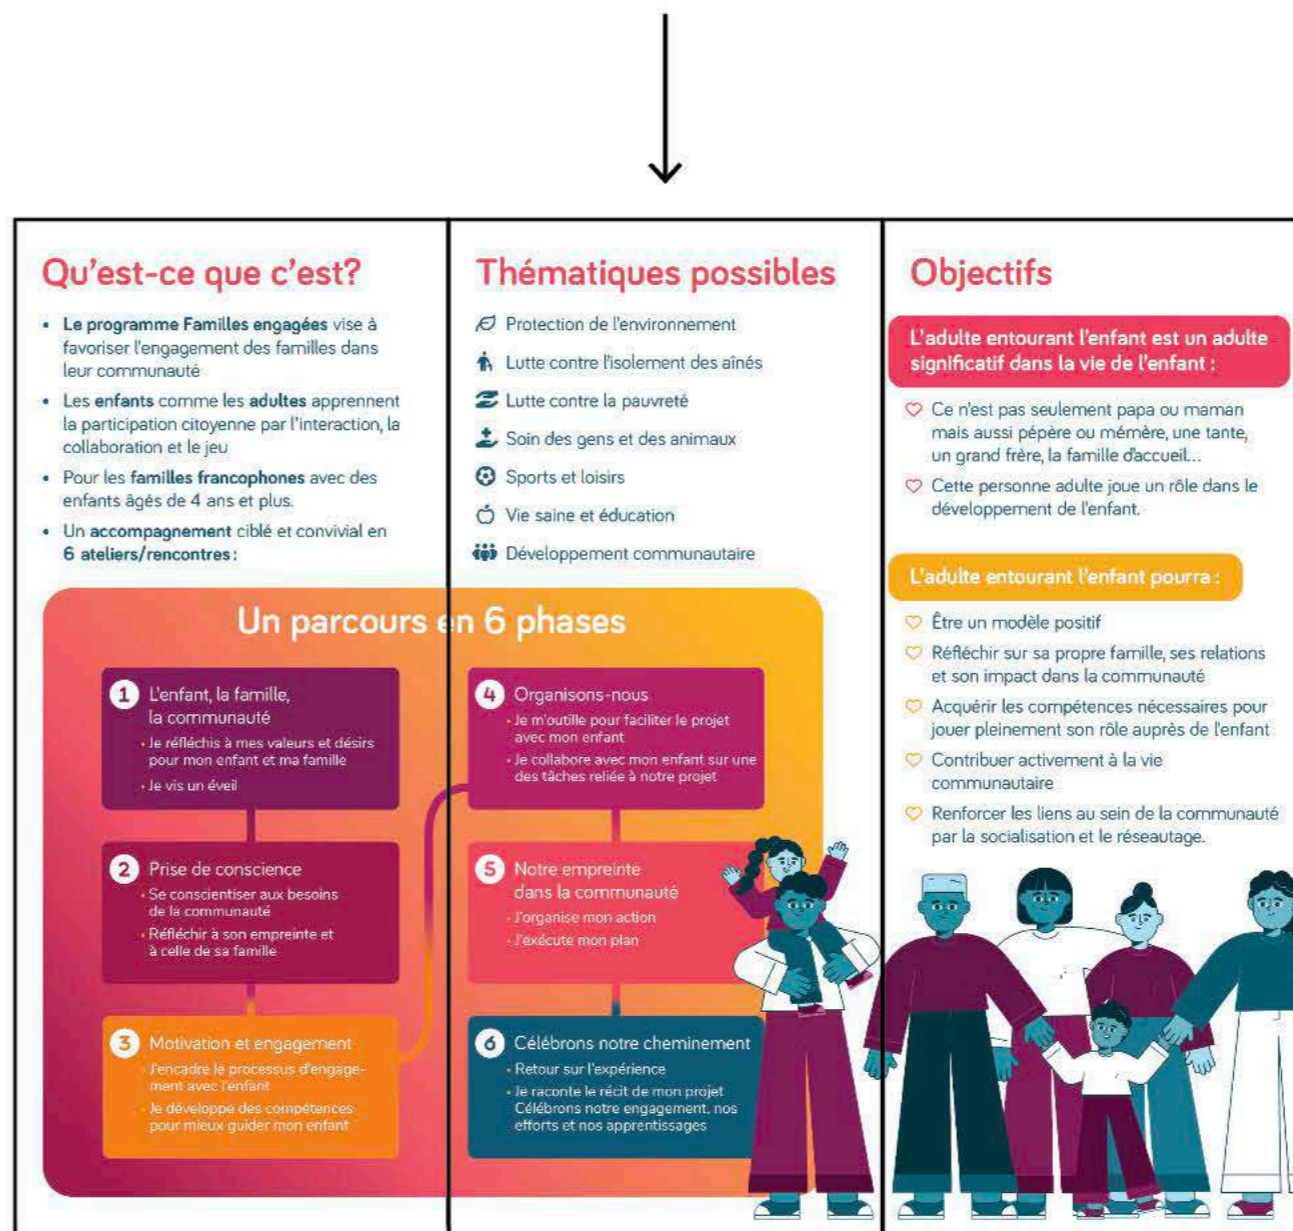 Qu'est-ce que c'est?
• Le programme Familles engagées vise à
favoriser l'engagement des familles dans
leur communauté
• Les enfants comme les adultes apprennent
la participation citoyenne par l'interaction, la
collaboration et le jeu
• Pour les familles francophones avec des
enfants âgés de 4 ans et plus.
• Un accompagnement ciblé et convivial en
6 ateliers/rencontres :
Thématiques possibles
Protection de l'environnement
Lutte contre l'isolement des aînés
Lutte contre la pauvreté
Soin des gens et des animaux
Sports et loisirs
Vie saine et éducation
Développement communautaire
Un parcours en 6 phases
1 L'enfant, la famille,
la communauté
• Je réfléchis à mes valeurs et désirs
pour mon enfant et ma famille
• Je vis un éveil
2 Prise de conscience
• Se conscientiser aux besoins
de la communauté
• Réfléchir à son empreinte et
à celle de sa famille
3 Motivation et engagement
• J'encadre le processus d'engage-
ment avec l'enfant
• Je développe des compétences
pour mieux guider mon enfant
4 Organisons-nous
• Je m'outille pour faciliter le projet
avec mon enfant
• Je collabore avec mon enfant sur une
des tâches reliée à notre projet
5 Notre empreinte
dans la communauté
• J'organise mon action
• J'exécute mon plan
6 Célébrons notre cheminement
• Retour sur l'expérience
• Je raconte le récit de mon projet
Célébrons notre engagement, nos
efforts et nos apprentissages
Objectifs
L'adulte entourant l'enfant est un adulte
significatif dans la vie de l'enfant :
Ce n'est pas seulement papa ou maman
mais aussi pépère ou mémère, une tante,
un grand frère, la famille d'accueil...
Cette personne adulte joue un rôle dans le
développement de l'enfant.
L'adulte entourant l'enfant pourra :
Être un modèle positif
Réfléchir sur sa propre famille, ses relations
et son impact dans la communauté
Acquérir les compétences nécessaires pour
jouer pleinement son rôle auprès de l'enfant
Contribuer activement à la vie
communautaire
Renforcer les liens au sein de la communauté
par la socialisation et le réseautage.